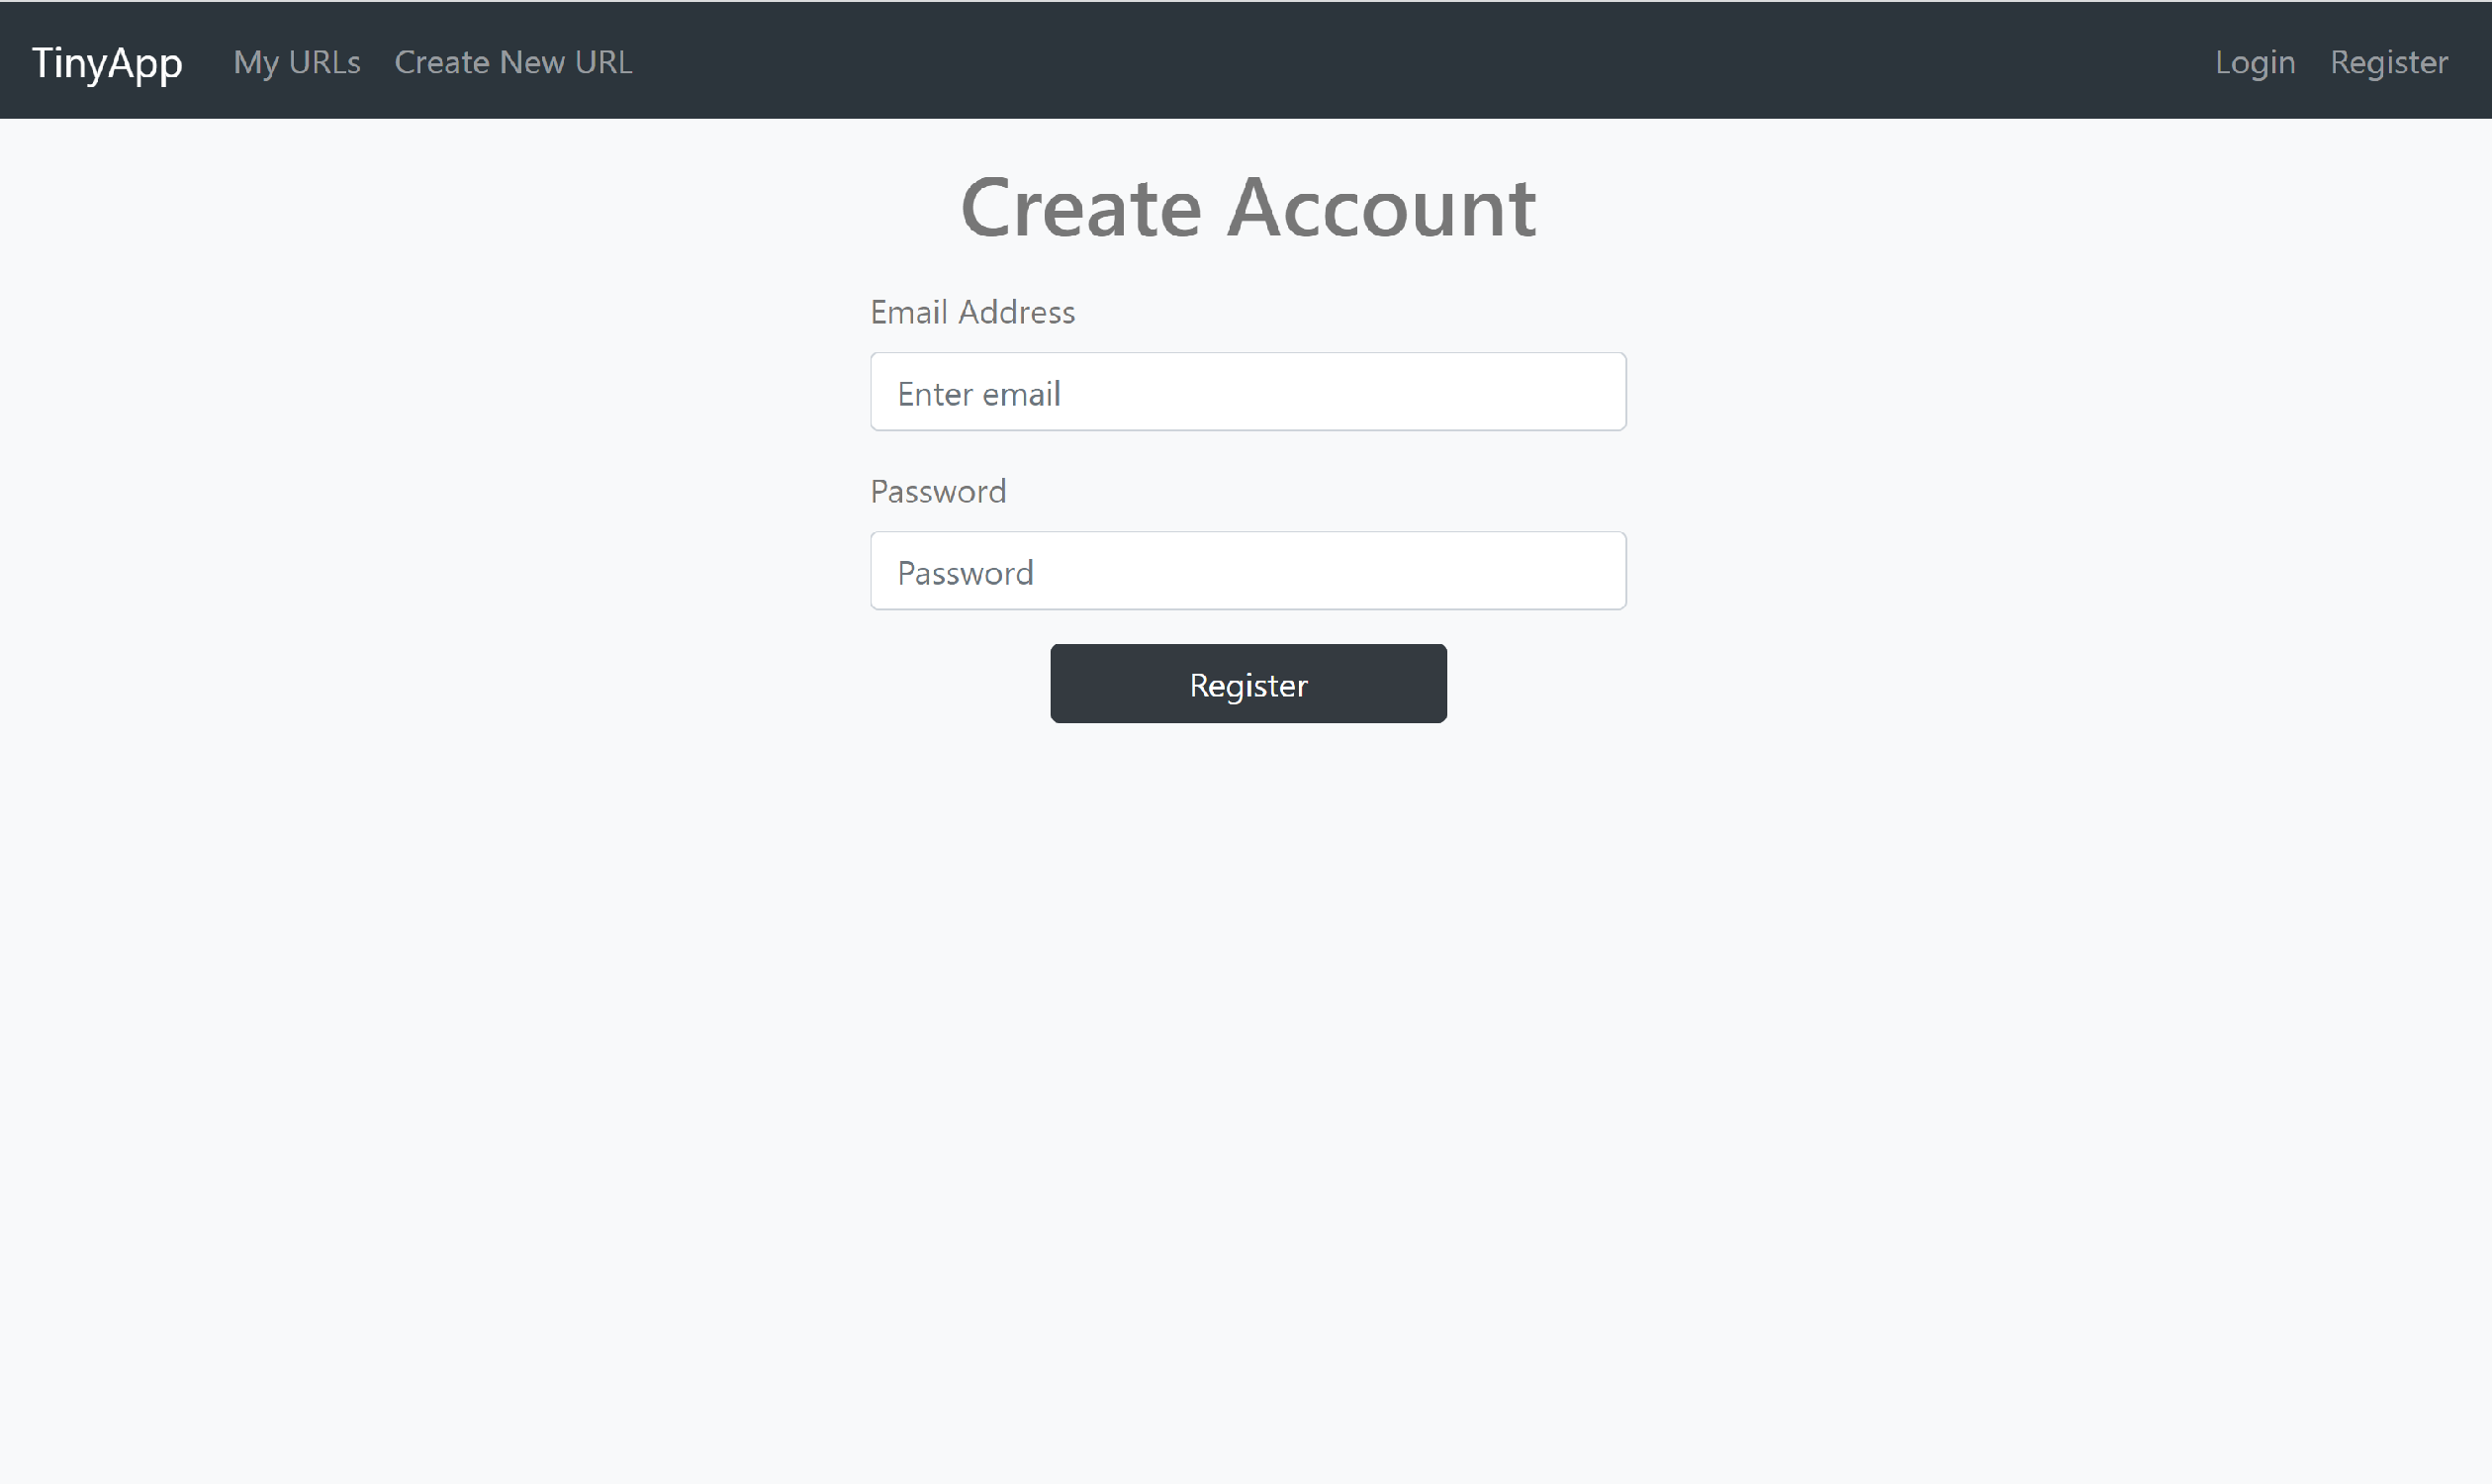 TinyApp My URLs Create New URL Login Register
Create Account
Email Address
Enter email
Password
Password
Register